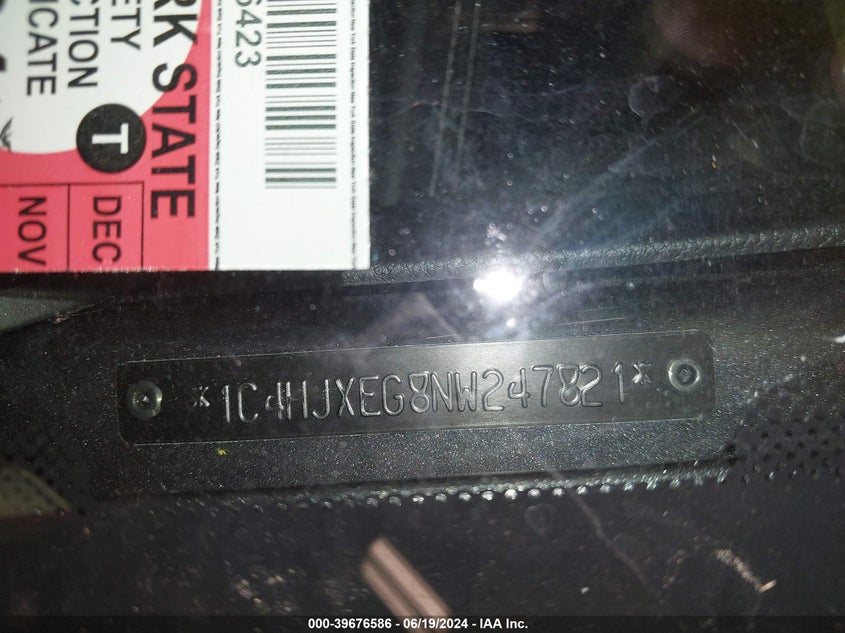 RK STATE
ETY
CTION
ICATE
T
DEC
NOV
6423
*1C4HJXEG8NW247821*
000-39676586 - 06/19/2024 - IAA Inc.